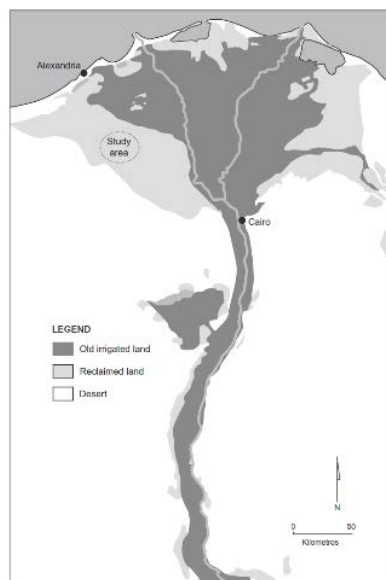 Alexandria
Study
area
Cairo
LEGEND
Old irrigated land
Reclaimed land
Desert
N
0
50
Kilometres